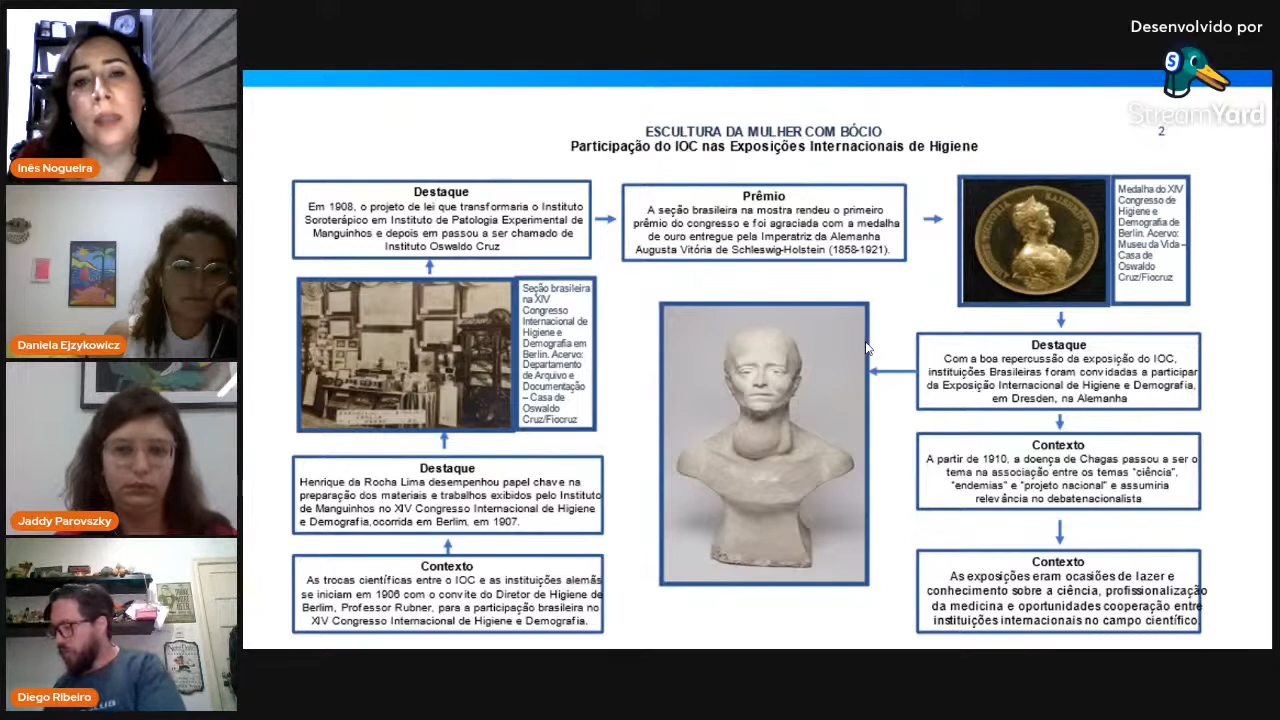 Desenvolvido por
StreamYard
Inês Nogueira
Daniela Ejzykowicz
Jaddy Parovszky
Diego Ribeiro
2
ESCULTURA DA MULHER COM BÓCIO
Participação do IOC nas Exposições Internacionais de Higiene
Destaque
Em 1908, o projeto de lei que transformaria o Instituto
Soroterápico em Instituto de Patologia Experimental de
Manguinhos e depois em passou a ser chamado de
Instituto Oswaldo Cruz
Prêmio
A seção brasileira na mostra rendeu o primeiro
prêmio do congresso e foi agraciada com a medalha
de ouro entregue pela Imperatriz da Alemanha
Augusta Vitória de Schleswig-Holstein (1858-1921).
Medalha do XIV
Congresso de
Higiene e
Demografia de
Berlin. Acervo:
Museu da Vida –
Casa de
Oswaldo
Cruz/Fiocruz
Seção brasileira
na XIV
Congresso
Internacional de
Higiene e
Demografia em
Berlin. Acervo:
Departamento
de Arquivo e
Documentação
– Casa de
Oswaldo
Cruz/Fiocruz
Destaque
Henrique da Rocha Lima desempenhou papel chave na
preparação dos materiais e trabalhos exibidos pelo Instituto
de Manguinhos no XIV Congresso Internacional de Higiene
e Demografia,ocorrida em Berlim, em 1907.
Contexto
As trocas científicas entre o IOC e as instituições alemãs
se iniciam em 1906 com o convite do Diretor de Higiene de
Berlim, Professor Rubner, para a participação brasileira no
XIV Congresso Internacional de Higiene e Demografia.
Destaque
Com a boa repercussão da exposição do IOC,
instituições Brasileiras foram convidadas a participar
da Exposição Internacional de Higiene e Demografia,
em Dresden, na Alemanha
Contexto
A partir de 1910, a doença de Chagas passou a ser o
tema na associação entre os temas "ciência",
"endemias" e "projeto nacional" e assumiria
relevância no debatenacionalista
Contexto
As exposições eram ocasiões de lazer e
conhecimento sobre a ciência, profissionalização
da medicina e oportunidades cooperação entre
instituições internacionais no campo científico